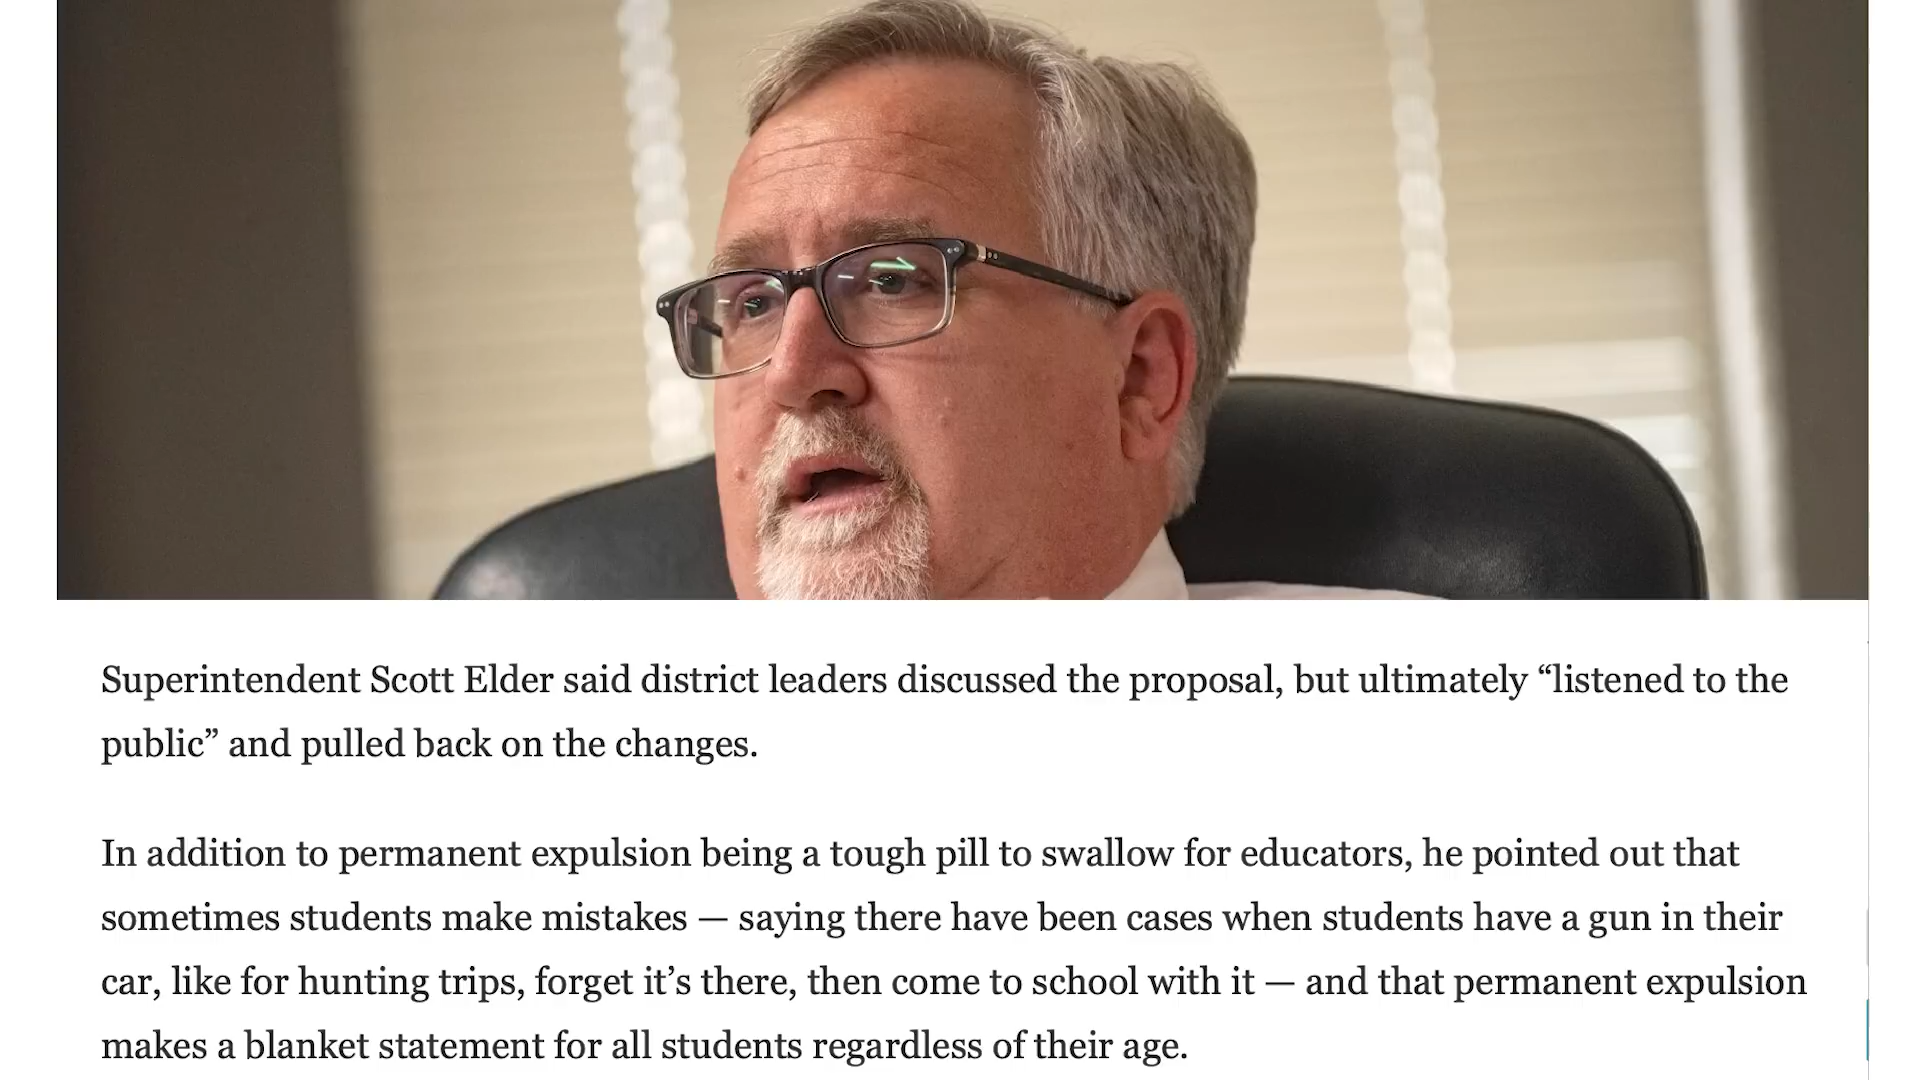 Superintendent Scott Elder said district leaders discussed the proposal, but ultimately “listened to the
public” and pulled back on the changes.
In addition to permanent expulsion being a tough pill to swallow for educators, he pointed out that
sometimes students make mistakes — saying there have been cases when students have a gun in their
car, like for hunting trips, forget it’s there, then come to school with it — and that permanent expulsion
makes a blanket statement for all students regardless of their age.